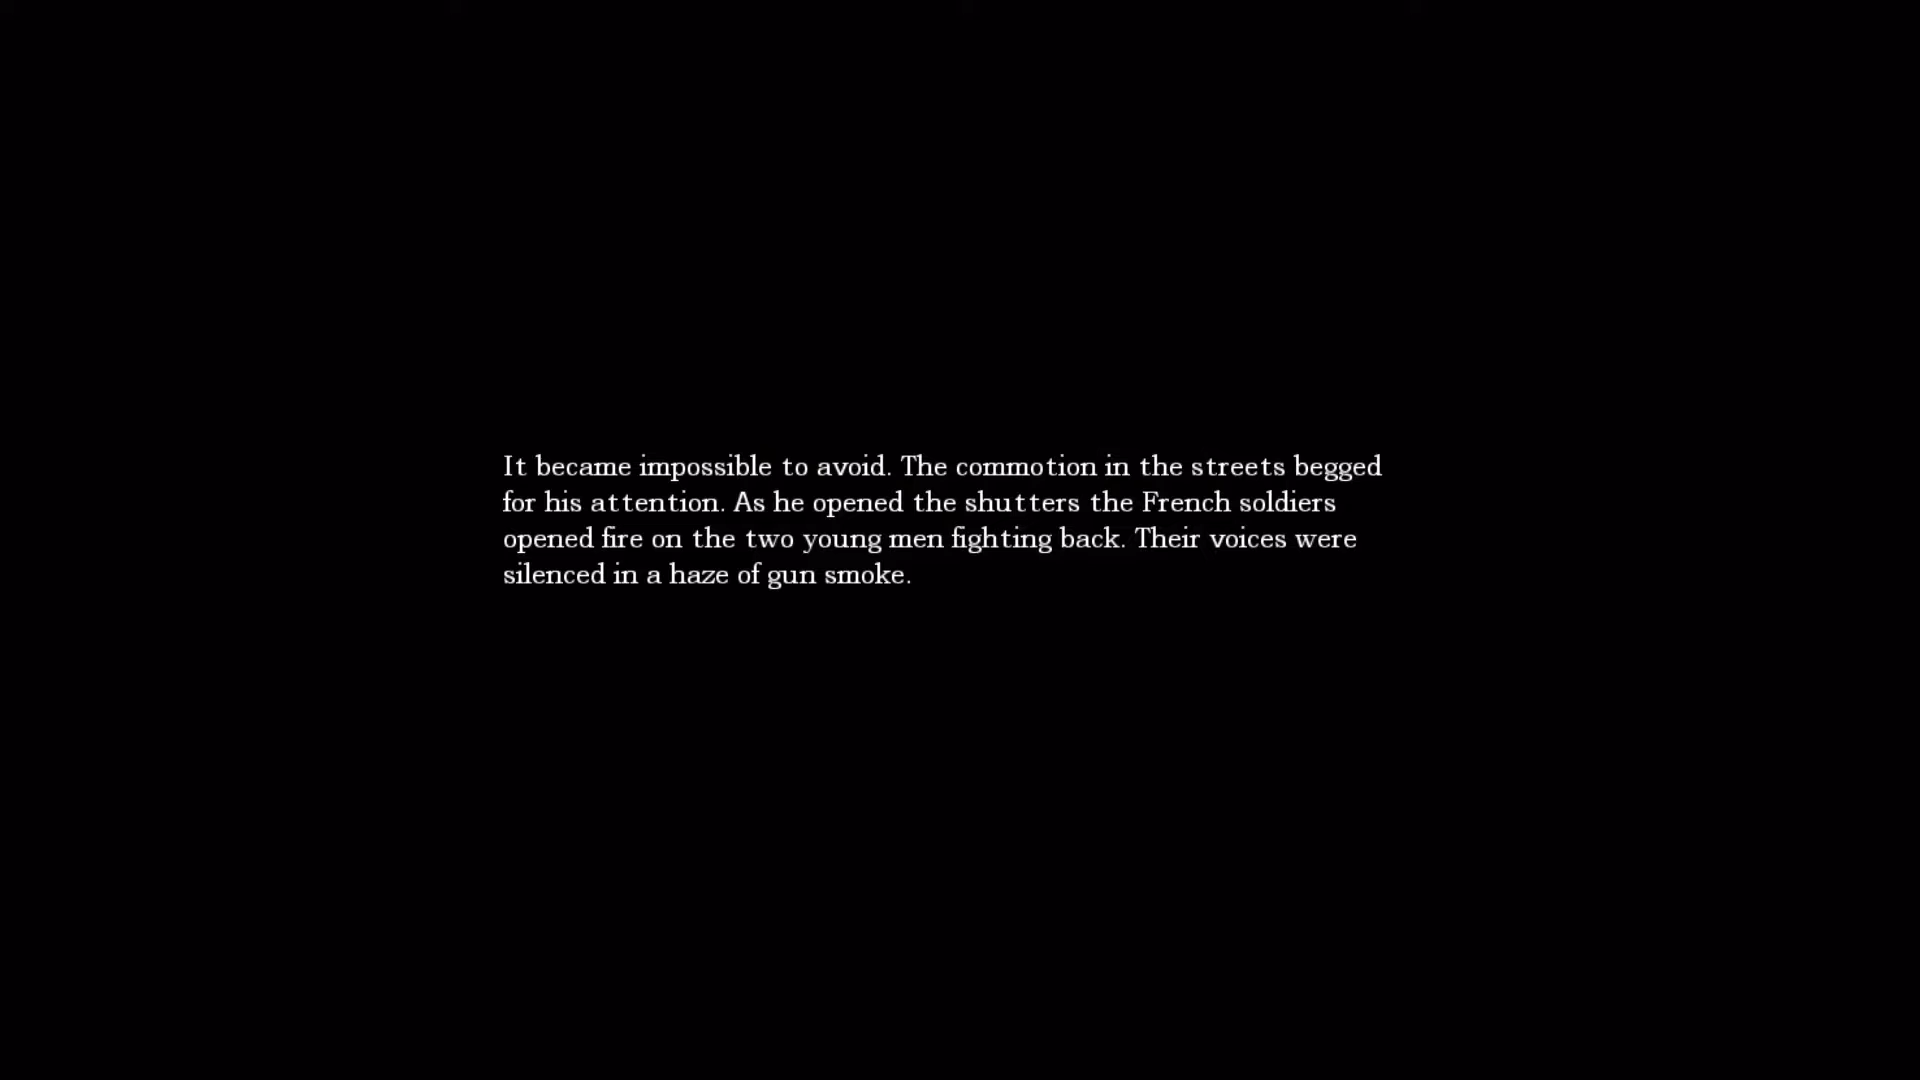 It became impossible to avoid. The commotion in the streets begged
for his attention. As he opened the shutters the French soldiers
opened fire on the two young men fighting back. Their voices were
silenced in a haze of gun smoke.